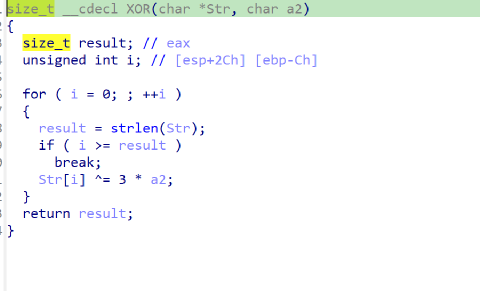 size_t __cdecl XOR(char *Str, char a2)
{
  size_t result; // eax
  unsigned int i; // [esp+2Ch] [ebp-Ch]

  for ( i = 0; ; ++i )
  {
    result = strlen(Str);
    if ( i >= result )
      break;
    Str[i] ^= 3 * a2;
  }
  return result;
}